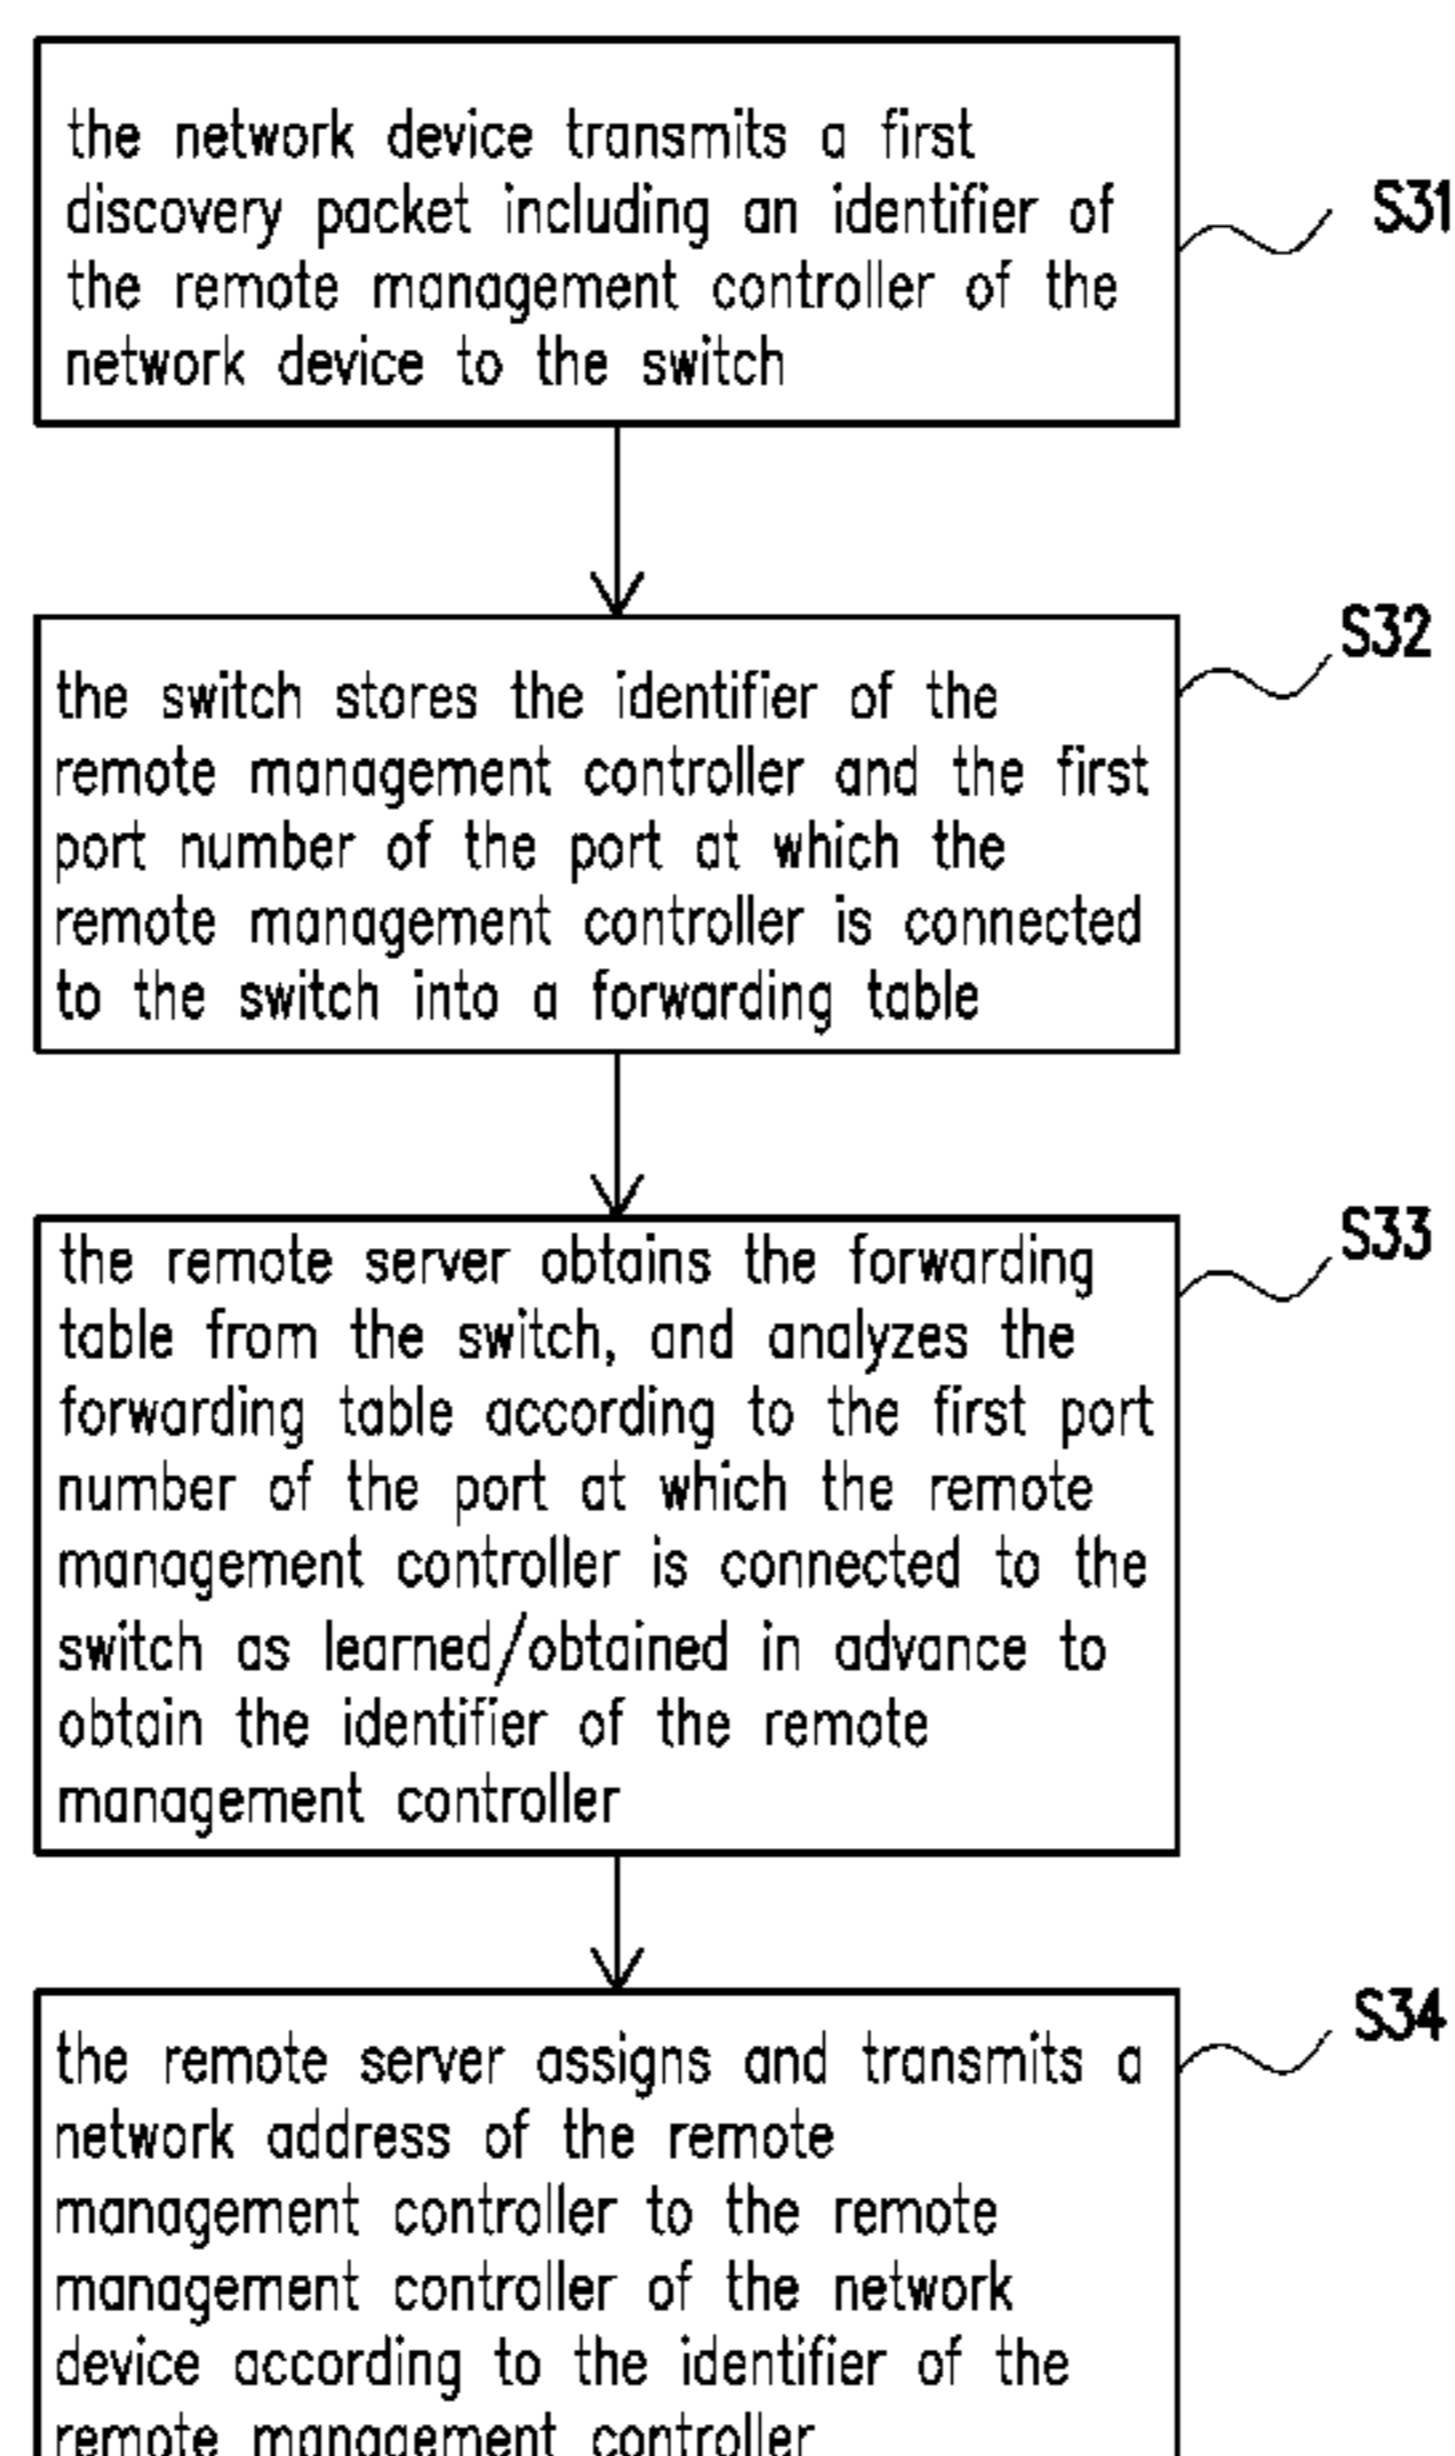 the network device transmits a first
discovery packet including an identifier of
the remote management controller of the
network device to the switch
S31
the switch stores the identifier of the
remote management controller and the first
port number of the port at which the
remote management controller is connected
to the switch into a forwarding table
S32
the remote server obtains the forwarding
table from the switch, and analyzes the
forwarding table according to the first port
number of the port at which the remote
management controller is connected to the
switch as learned/obtained in advance to
obtain the identifier of the remote
management controller
S33
the remote server assigns and transmits a
network address of the remote
management controller to the remote
management controller of the network
device according to the identifier of the
remote management controller
S34